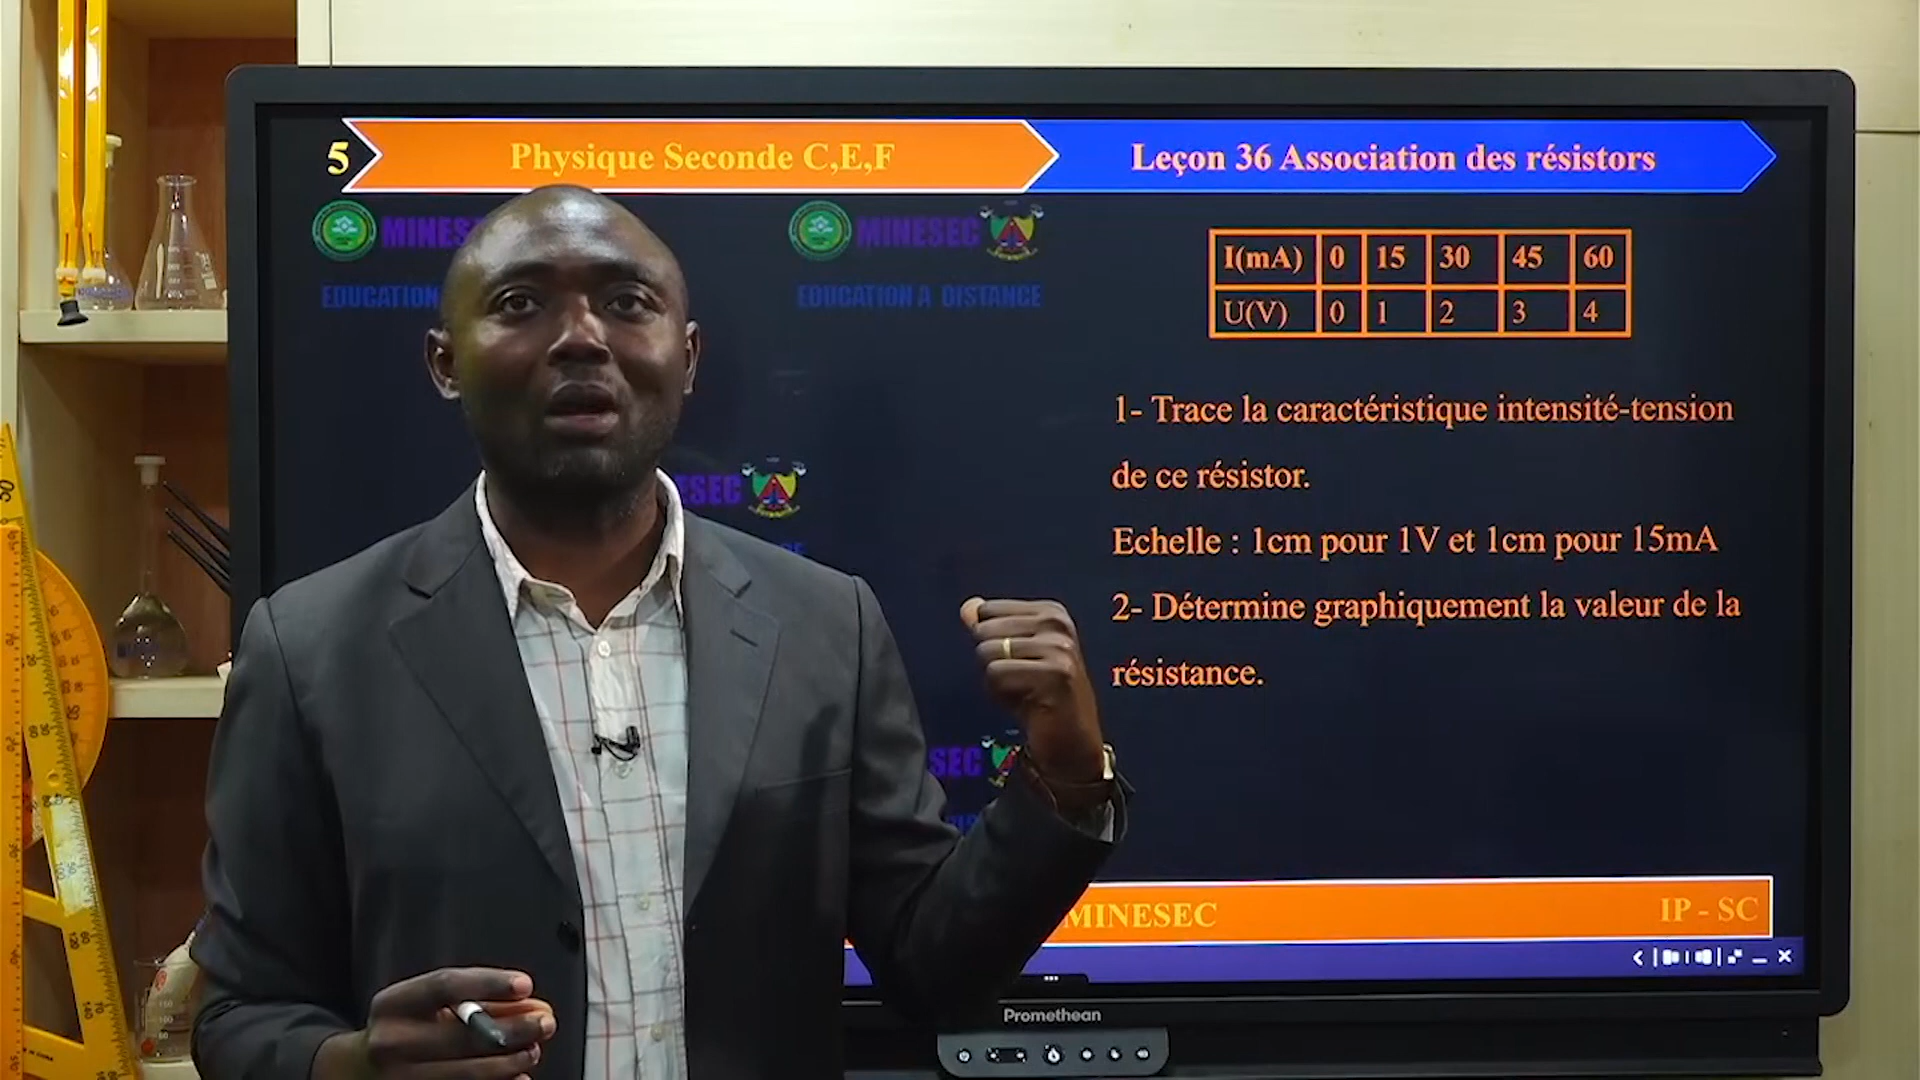 5
Physique Seconde C,E,F
Leçon 36 Association des résistors
MINESEC
EDUCATION
EDUCATION A DISTANCE
I(mA) 0 15 30 45 60
U(V) 0 1 2 3 4
1- Trace la caractéristique intensité-tension
de ce résistor.
Echelle : 1cm pour 1V et 1cm pour 15mA
2- Détermine graphiquement la valeur de la
résistance.
MINESEC
IP - SC
Promethean
50